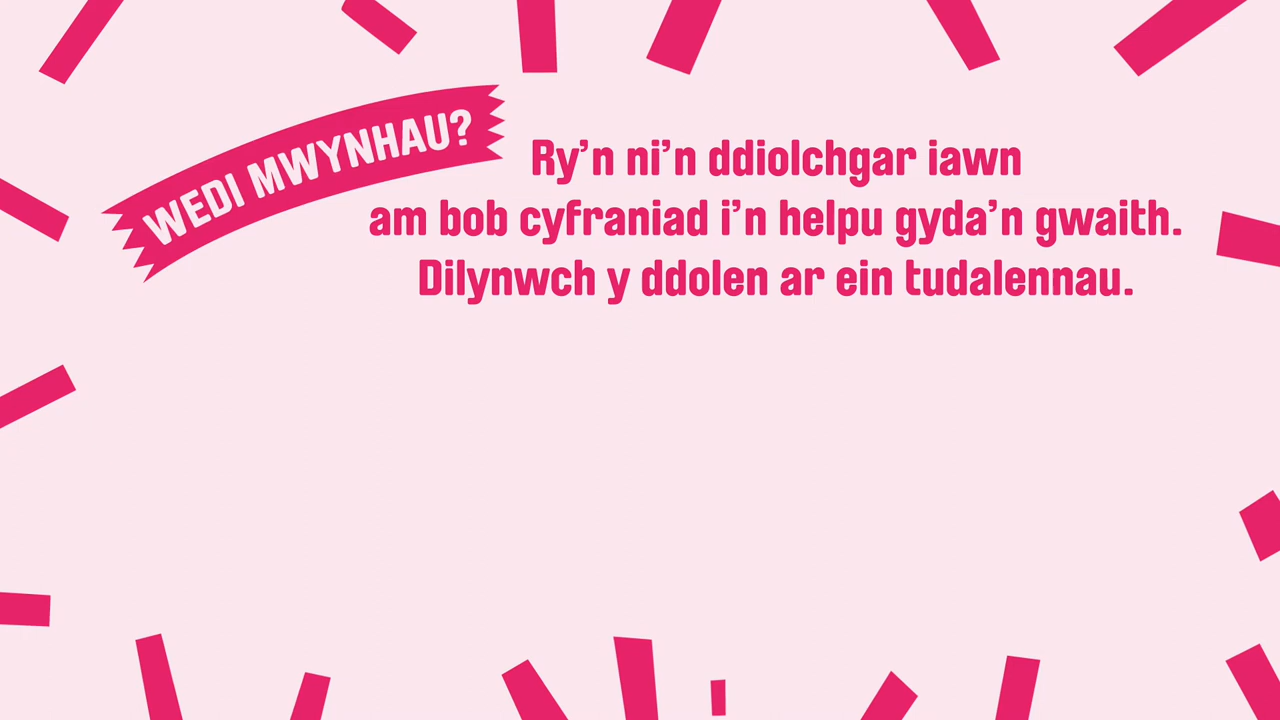 WEDI MWYNHAU?
Ry’n ni’n ddiolchgar iawn
am bob cyfraniad i’n helpu gyda’n gwaith.
Dilynwch y ddolen ar ein tudalennau.